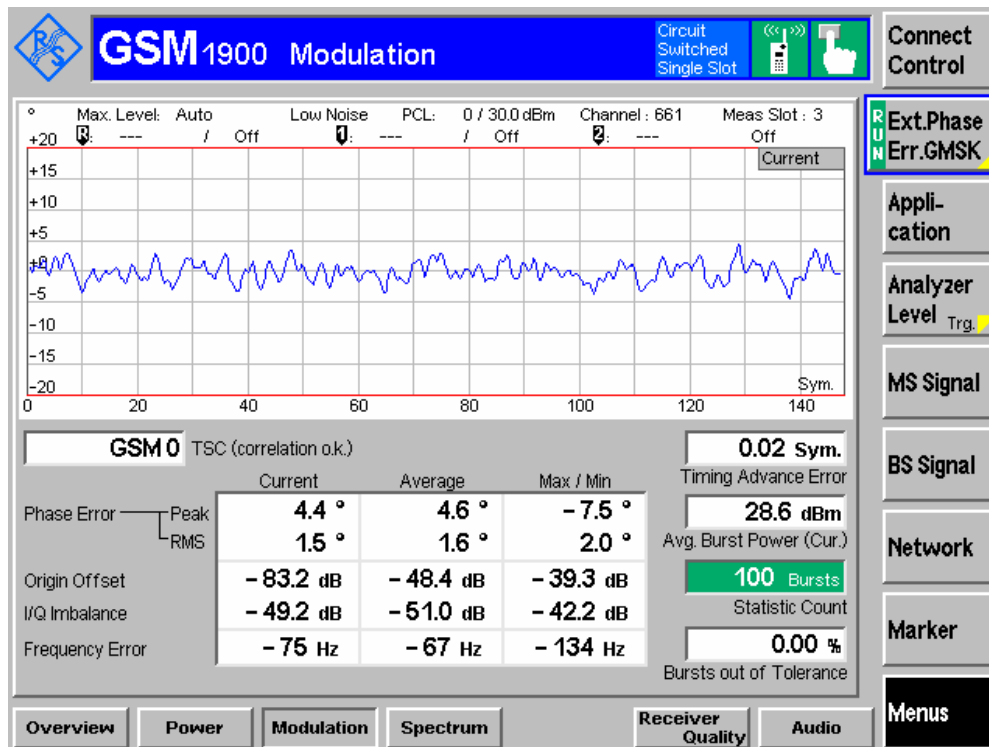 R&S
GSM1900 Modulation
Circuit Switched Single Slot
Connect Control
° Max. Level: Auto Low Noise PCL: 0 / 30.0 dBm Channel : 661 Meas Slot : 3
R: --- / Off 1: --- / Off 2: --- Off
Current
+20
+15
+10
+5
-5
-10
-15
-20
Sym.
0 20 40 60 80 100 120 140
RUN
Ext.Phase Err.GMSK
Appli- cation
Analyzer Level Trg.
MS Signal
BS Signal
Network
Marker
Menus
GSM 0 TSC (correlation o.k.)
Current Average Max / Min
Phase Error Peak 4.4 ° 4.6 ° - 7.5 °
RMS 1.5 ° 1.6 ° 2.0 °
Origin Offset - 83.2 dB - 48.4 dB - 39.3 dB
I/Q Imbalance - 49.2 dB - 51.0 dB - 42.2 dB
Frequency Error - 75 Hz - 67 Hz - 134 Hz
0.02 Sym.
Timing Advance Error
28.6 dBm
Avg. Burst Power (Cur.)
100 Bursts
Statistic Count
0.00 %
Bursts out of Tolerance
Overview Power Modulation Spectrum Receiver Quality Audio